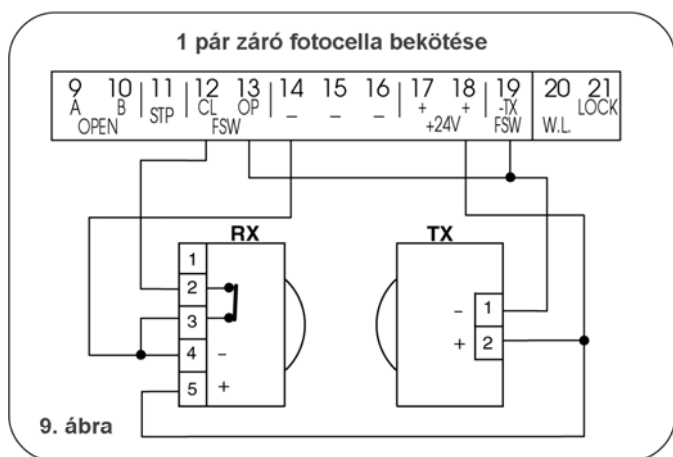 1 pár záró fotocella bekötése
9 10 11 12 13 14 15 16 17 18 19 20 21
A B STP CL OP – – – + + -TX LOCK
OPEN FSW +24V FSW W.L.
RX TX
1
2
3
4 –
5 +
– 1
+ 2
9. ábra